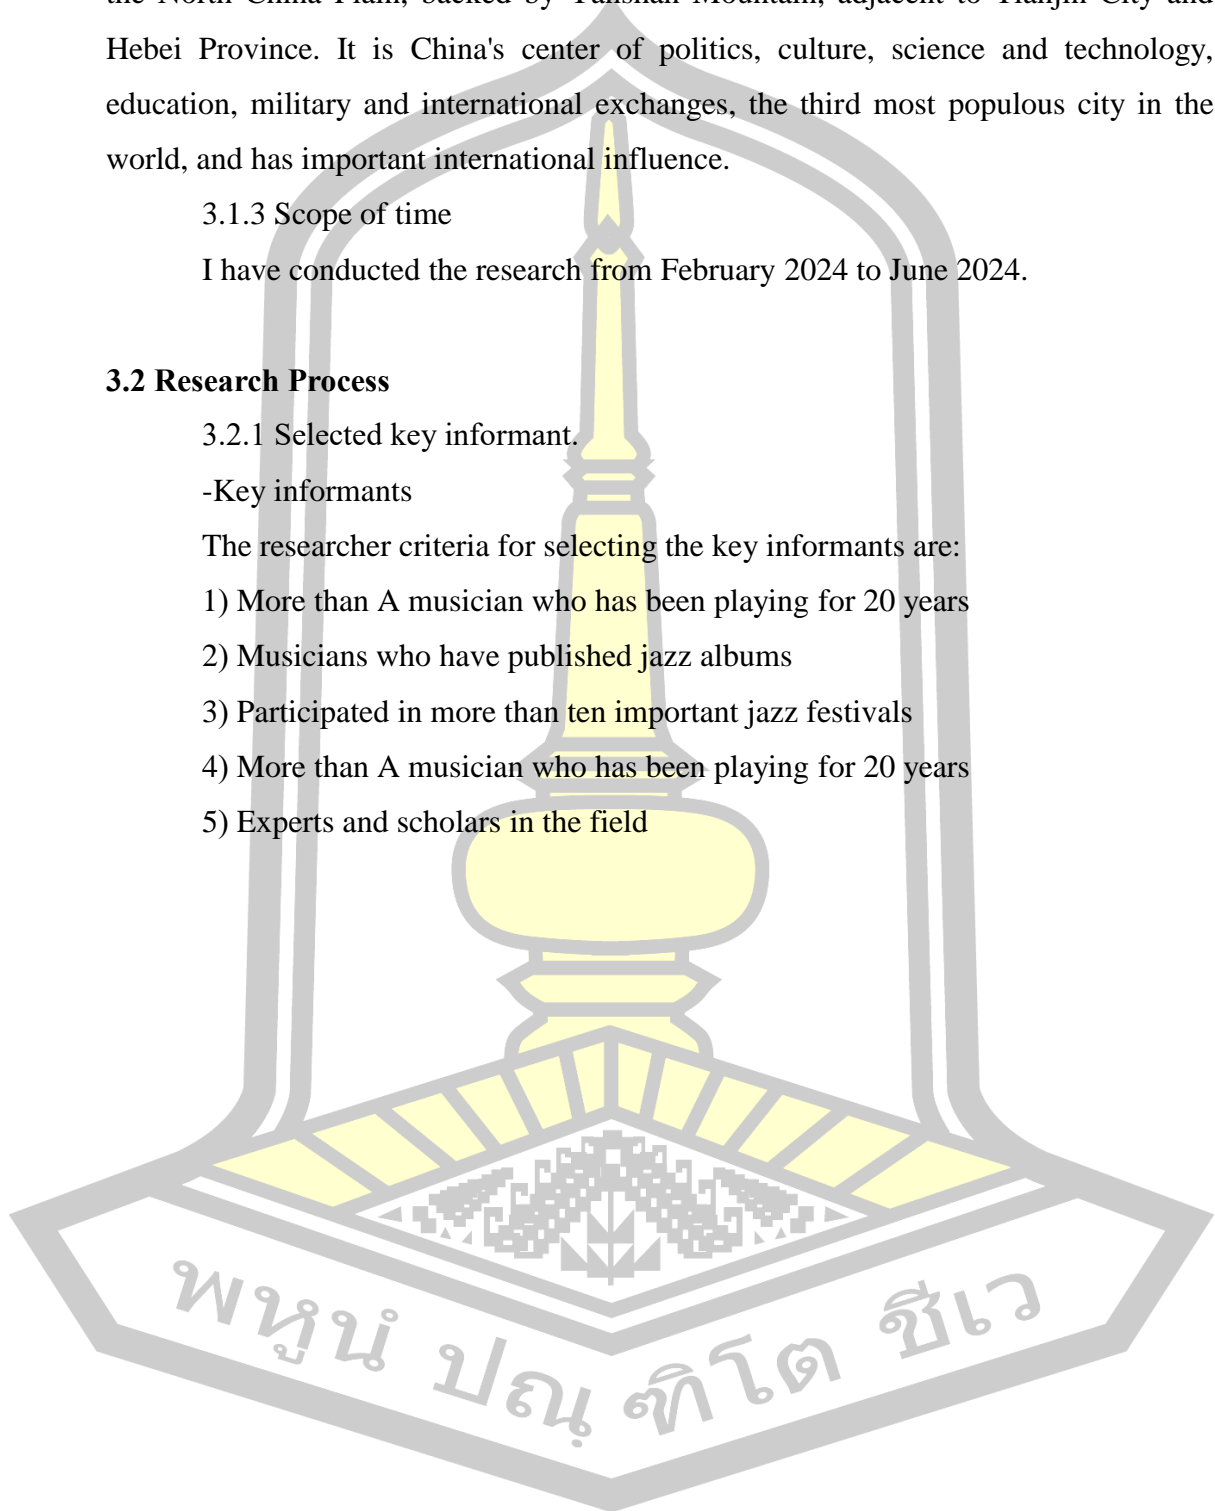 the North China Plain, backed by Yanshan Mountain, adjacent to Tianjin City and
Hebei Province. It is China's center of politics, culture, science and technology,
education, military and international exchanges, the third most populous city in the
world, and has important international influence.
3.1.3 Scope of time
I have conducted the research from February 2024 to June 2024.
3.2 Research Process
3.2.1 Selected key informant.
-Key informants
The researcher criteria for selecting the key informants are:
1) More than A musician who has been playing for 20 years
2) Musicians who have published jazz albums
3) Participated in more than ten important jazz festivals
4) More than A musician who has been playing for 20 years
5) Experts and scholars in the field
พหูนํ ปณฺฑิโต ชีเว